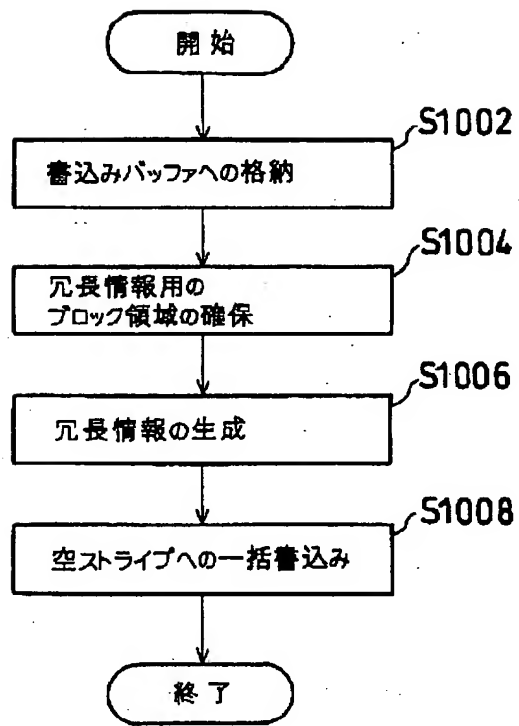 開始
S1002
書込みバッファへの格納
S1004
冗長情報用の
ブロック領域の確保
S1006
冗長情報の生成
S1008
空ストライプへの一括書込み
終了